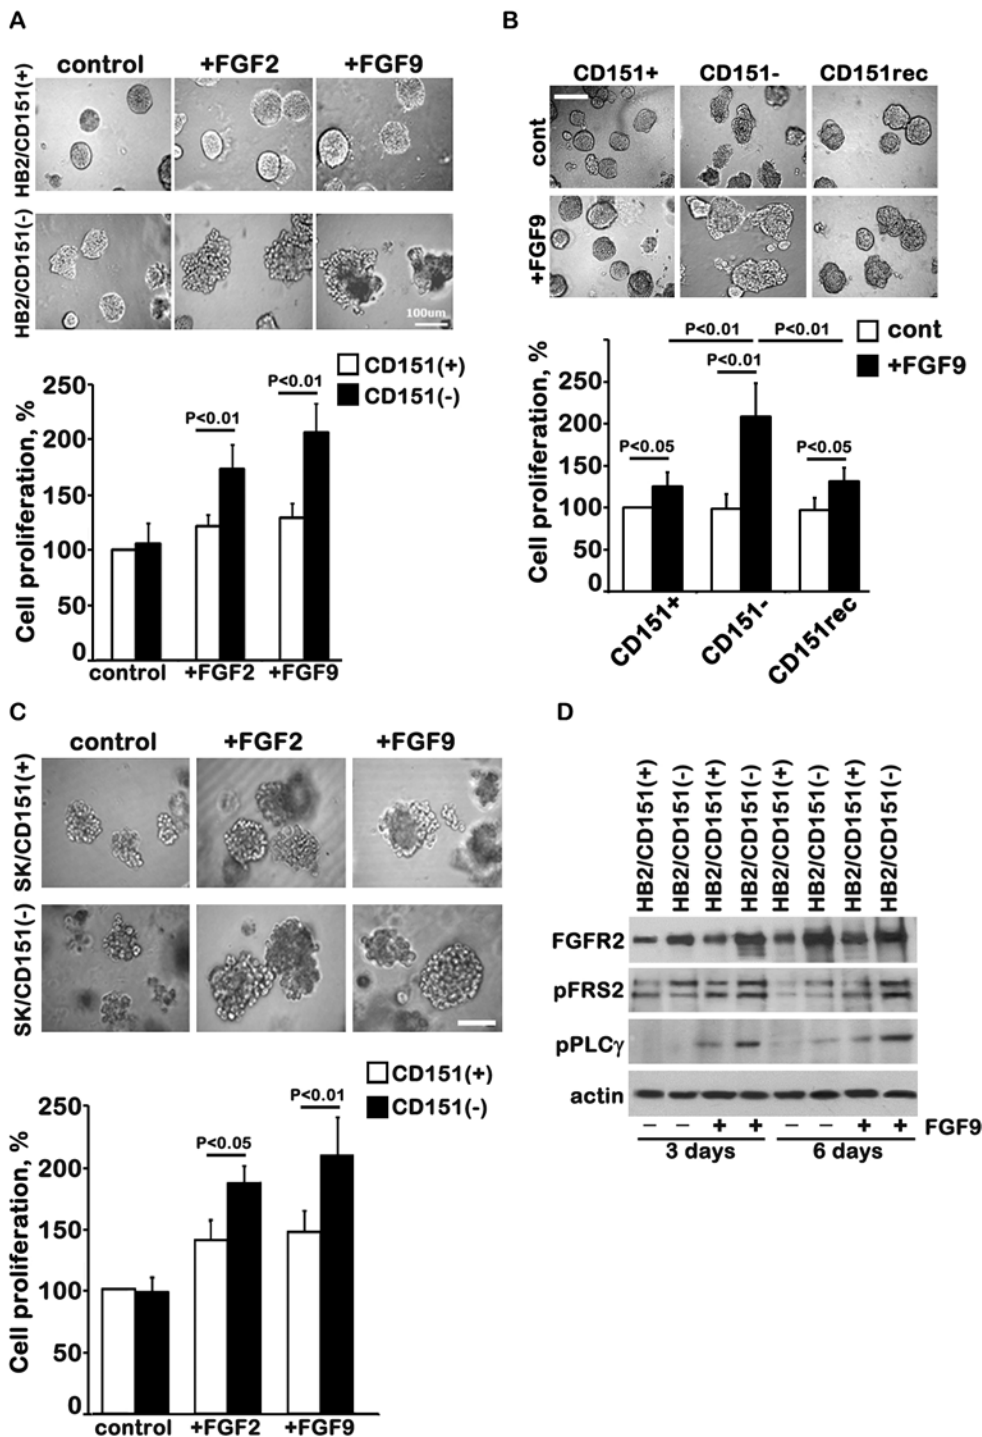 A
control
+FGF2
+FGF9
HB2/CD151(+)
HB2/CD151(-)
100um
CD151(+)
CD151(-)
Cell proliferation, %
250
200
150
100
50
0
P<0.01
P<0.01
control
+FGF2
+FGF9
B
CD151+
CD151-
CD151rec
cont
+FGF9
P<0.01
P<0.01
cont
+FGF9
P<0.01
P<0.05
P<0.05
Cell proliferation, %
250
200
150
100
50
0
CD151+
CD151-
CD151rec
C
control
+FGF2
+FGF9
SK/CD151(+)
SK/CD151(-)
CD151(+)
CD151(-)
P<0.01
P<0.05
Cell proliferation, %
250
200
150
100
50
0
control
+FGF2
+FGF9
D
HB2/CD151(+)
HB2/CD151(-)
HB2/CD151(+)
HB2/CD151(-)
HB2/CD151(+)
HB2/CD151(-)
HB2/CD151(+)
HB2/CD151(-)
FGFR2
pFRS2
pPLCγ
actin
− − + + − − + + FGF9
3 days 6 days